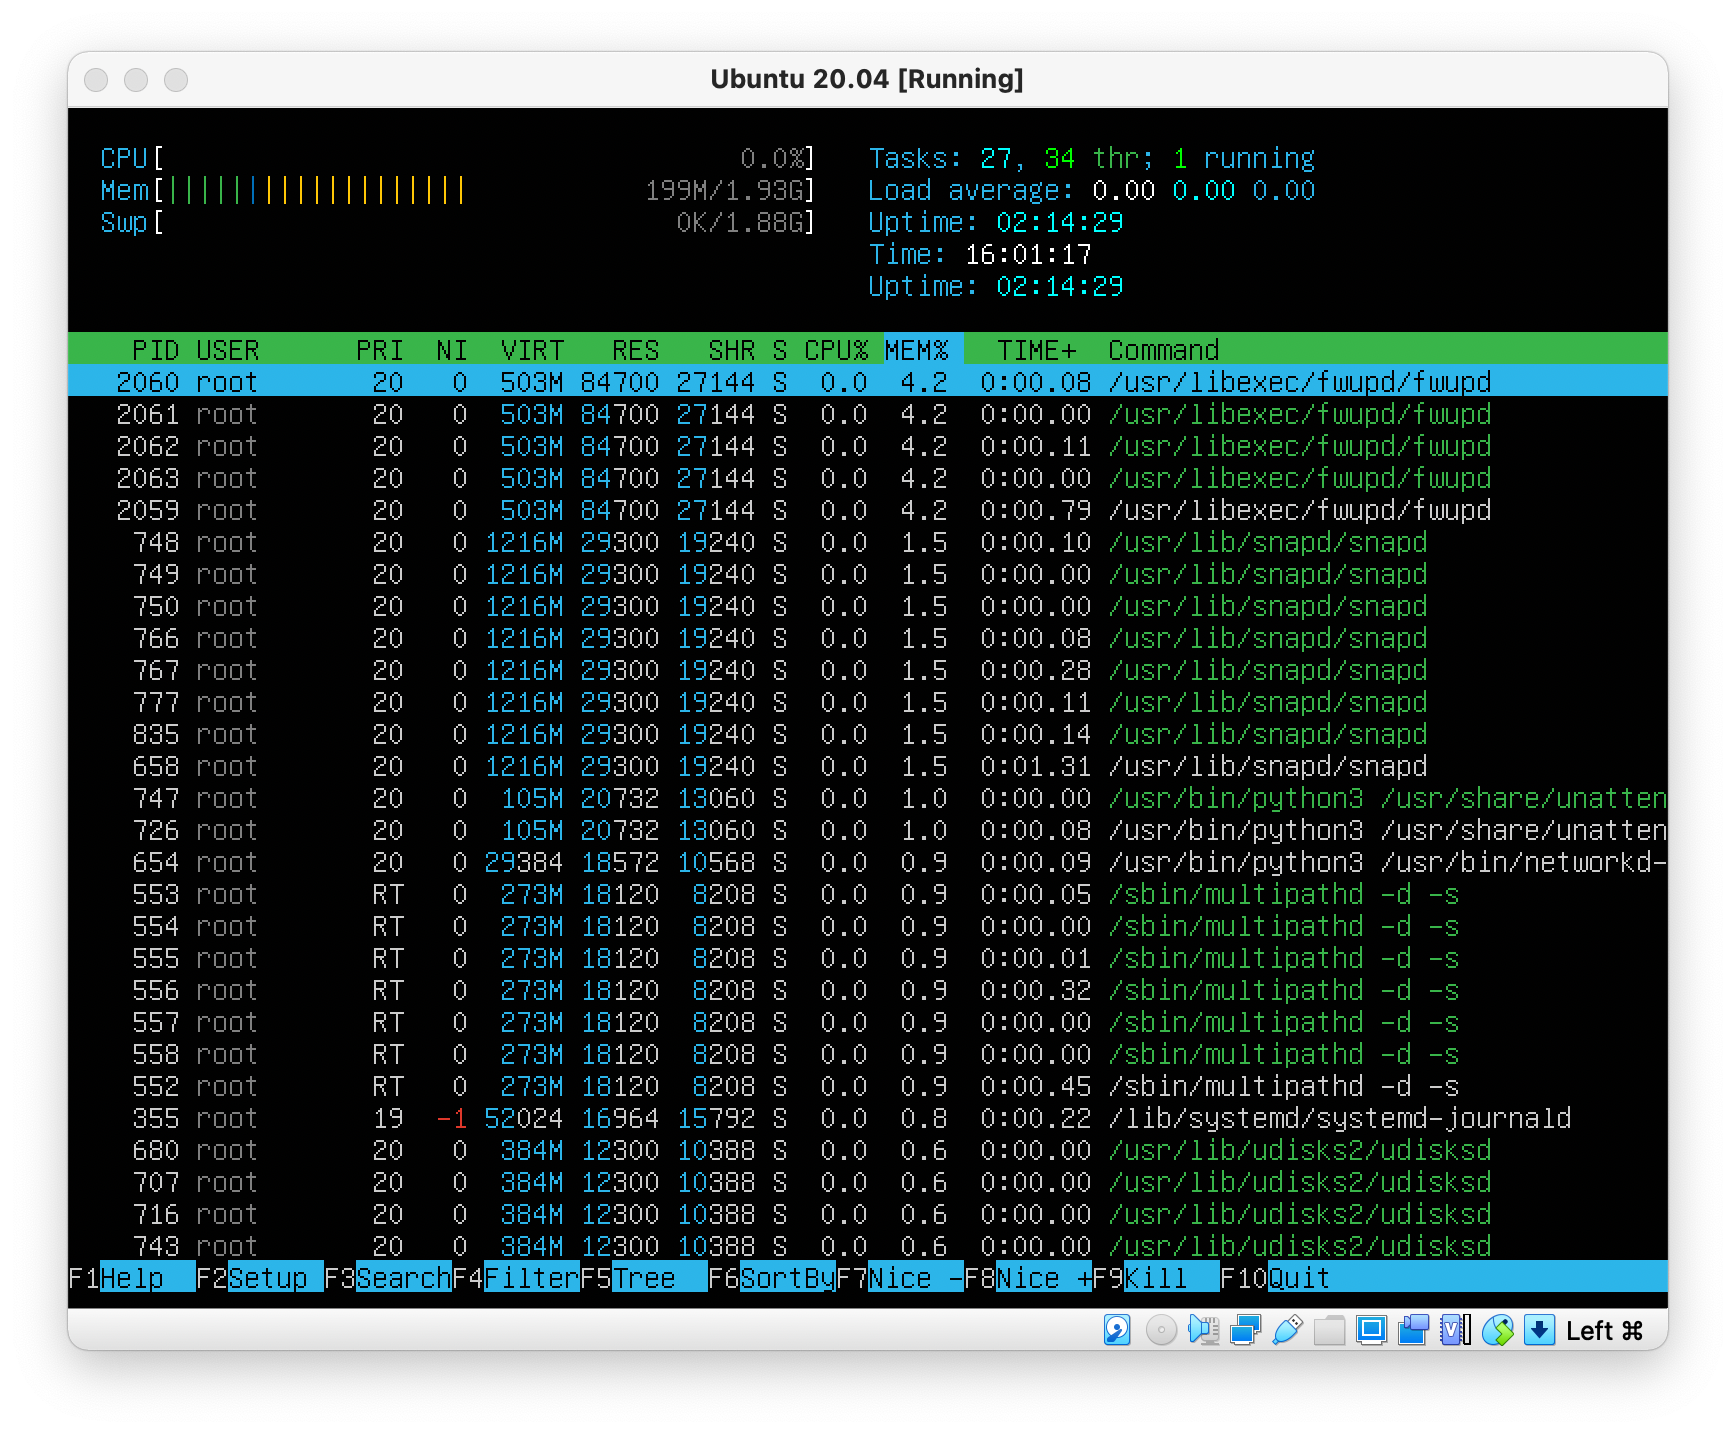 Ubuntu 20.04 [Running]
CPU[ 0.0%] Tasks: 27, 34 thr; 1 running
Mem[||||||||||||||||||| 199M/1.93G] Load average: 0.00 0.00 0.00
Swp[ 0K/1.88G] Uptime: 02:14:29
Time: 16:01:17
Uptime: 02:14:29
PID USER PRI NI VIRT RES SHR S CPU% MEM% TIME+ Command
2060 root 20 0 503M 84700 27144 S 0.0 4.2 0:00.08 /usr/libexec/fwupd/fwupd
2061 root 20 0 503M 84700 27144 S 0.0 4.2 0:00.00 /usr/libexec/fwupd/fwupd
2062 root 20 0 503M 84700 27144 S 0.0 4.2 0:00.11 /usr/libexec/fwupd/fwupd
2063 root 20 0 503M 84700 27144 S 0.0 4.2 0:00.00 /usr/libexec/fwupd/fwupd
2059 root 20 0 503M 84700 27144 S 0.0 4.2 0:00.79 /usr/libexec/fwupd/fwupd
748 root 20 0 1216M 29300 19240 S 0.0 1.5 0:00.10 /usr/lib/snapd/snapd
749 root 20 0 1216M 29300 19240 S 0.0 1.5 0:00.00 /usr/lib/snapd/snapd
750 root 20 0 1216M 29300 19240 S 0.0 1.5 0:00.00 /usr/lib/snapd/snapd
766 root 20 0 1216M 29300 19240 S 0.0 1.5 0:00.08 /usr/lib/snapd/snapd
767 root 20 0 1216M 29300 19240 S 0.0 1.5 0:00.28 /usr/lib/snapd/snapd
777 root 20 0 1216M 29300 19240 S 0.0 1.5 0:00.11 /usr/lib/snapd/snapd
835 root 20 0 1216M 29300 19240 S 0.0 1.5 0:00.14 /usr/lib/snapd/snapd
658 root 20 0 1216M 29300 19240 S 0.0 1.5 0:01.31 /usr/lib/snapd/snapd
747 root 20 0 105M 20732 13060 S 0.0 1.0 0:00.00 /usr/bin/python3 /usr/share/unatten
726 root 20 0 105M 20732 13060 S 0.0 1.0 0:00.08 /usr/bin/python3 /usr/share/unatten
654 root 20 0 29384 18572 10568 S 0.0 0.9 0:00.09 /usr/bin/python3 /usr/bin/networkd-
553 root RT 0 273M 18120 8208 S 0.0 0.9 0:00.05 /sbin/multipathd -d -s
554 root RT 0 273M 18120 8208 S 0.0 0.9 0:00.00 /sbin/multipathd -d -s
555 root RT 0 273M 18120 8208 S 0.0 0.9 0:00.01 /sbin/multipathd -d -s
556 root RT 0 273M 18120 8208 S 0.0 0.9 0:00.32 /sbin/multipathd -d -s
557 root RT 0 273M 18120 8208 S 0.0 0.9 0:00.00 /sbin/multipathd -d -s
558 root RT 0 273M 18120 8208 S 0.0 0.9 0:00.00 /sbin/multipathd -d -s
552 root RT 0 273M 18120 8208 S 0.0 0.9 0:00.45 /sbin/multipathd -d -s
355 root 19 -1 52024 16964 15792 S 0.0 0.8 0:00.22 /lib/systemd/systemd-journald
680 root 20 0 384M 12300 10388 S 0.0 0.6 0:00.00 /usr/lib/udisks2/udisksd
707 root 20 0 384M 12300 10388 S 0.0 0.6 0:00.00 /usr/lib/udisks2/udisksd
716 root 20 0 384M 12300 10388 S 0.0 0.6 0:00.00 /usr/lib/udisks2/udisksd
743 root 20 0 384M 12300 10388 S 0.0 0.6 0:00.00 /usr/lib/udisks2/udisksd
F1Help F2Setup F3SearchF4FilterF5Tree F6SortByF7Nice -F8Nice +F9Kill F10Quit
Left ⌘